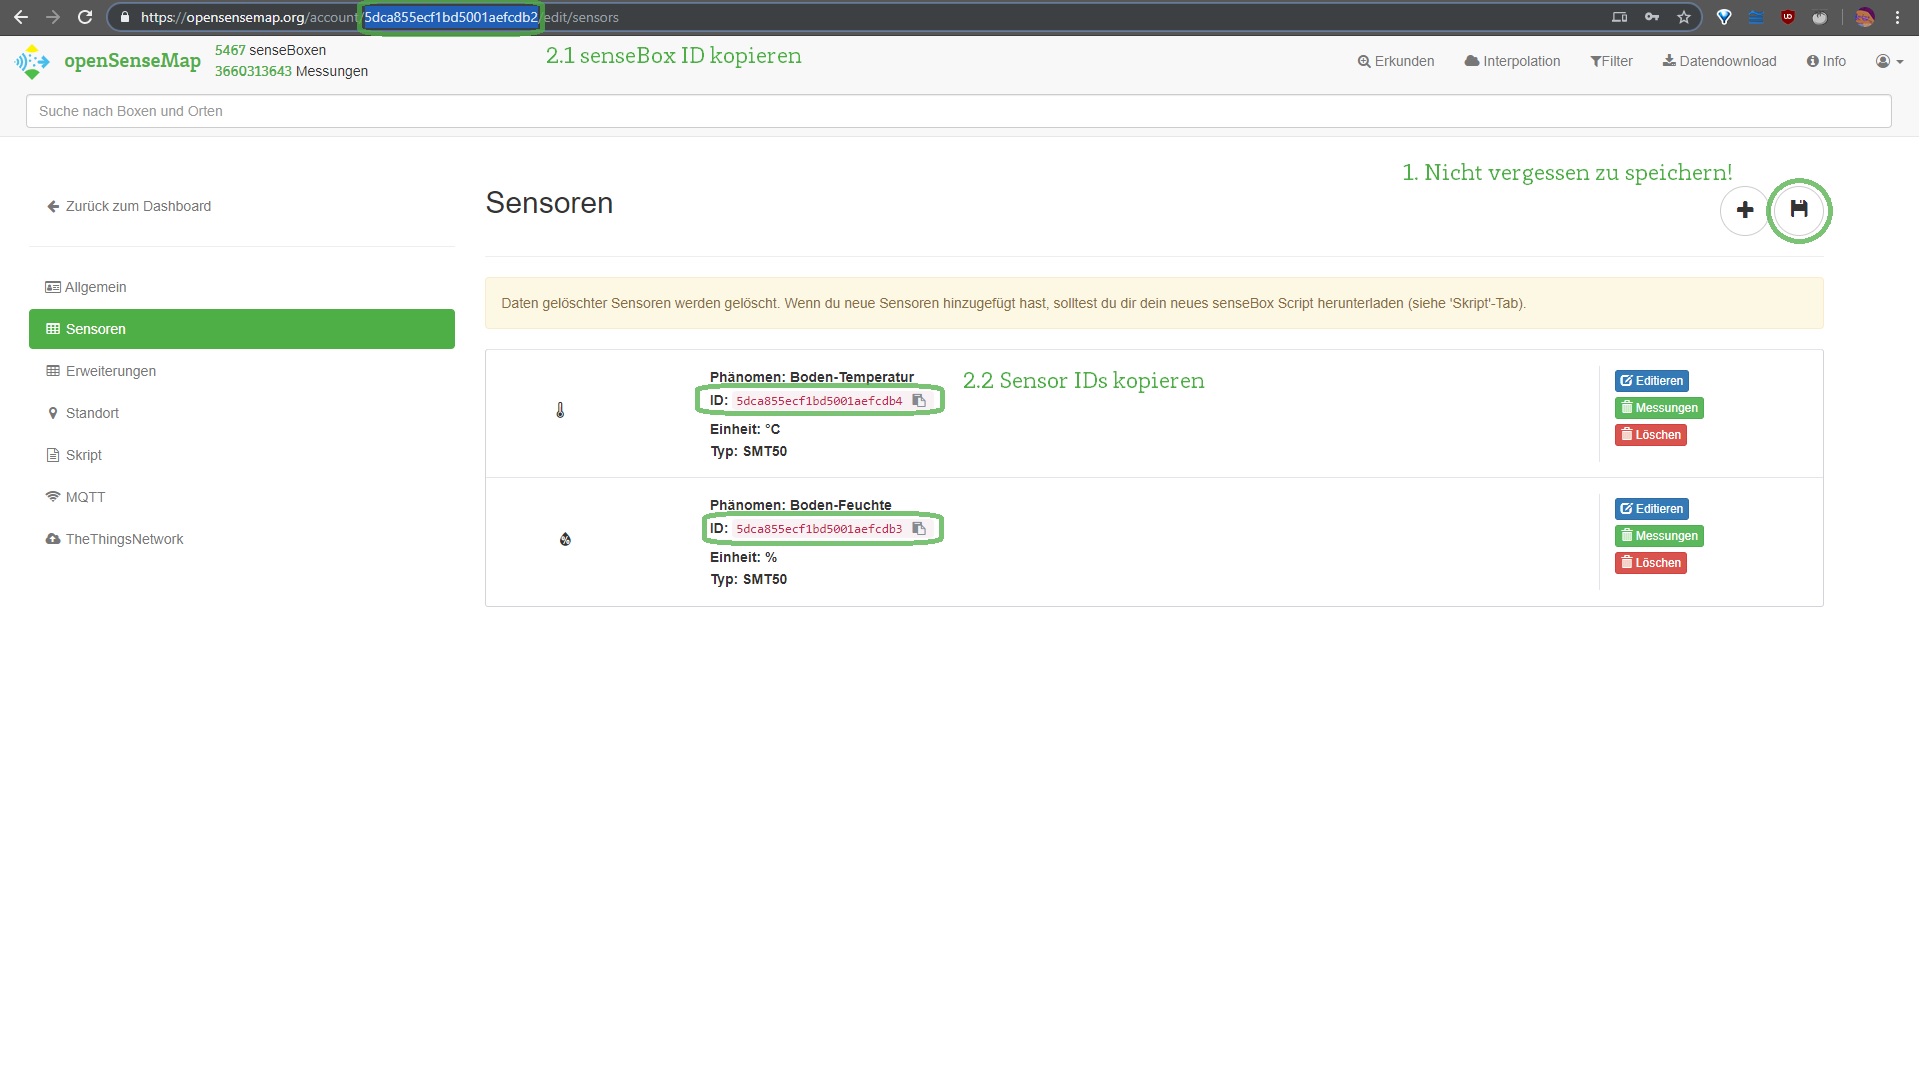 https://opensensemap.org/account/5dca855ecf1bd5001aefcdb2/edit/sensors
openSenseMap
5467 senseBoxen
3660313643 Messungen
2.1 senseBox ID kopieren
Erkunden
Interpolation
Filter
Datendownload
Info
Suche nach Boxen und Orten
1. Nicht vergessen zu speichern!
Zurück zum Dashboard
Sensoren
Allgemein
Sensoren
Erweiterungen
Standort
Skript
MQTT
TheThingsNetwork
Daten gelöschter Sensoren werden gelöscht. Wenn du neue Sensoren hinzugefügt hast, solltest du dir dein neues senseBox Script herunterladen (siehe 'Skript'-Tab).
Phänomen: Boden-Temperatur
2.2 Sensor IDs kopieren
ID: 5dca855ecf1bd5001aefcdb4
Einheit: °C
Typ: SMT50
Editieren
Messungen
Löschen
Phänomen: Boden-Feuchte
ID: 5dca855ecf1bd5001aefcdb3
Einheit: %
Typ: SMT50
Editieren
Messungen
Löschen